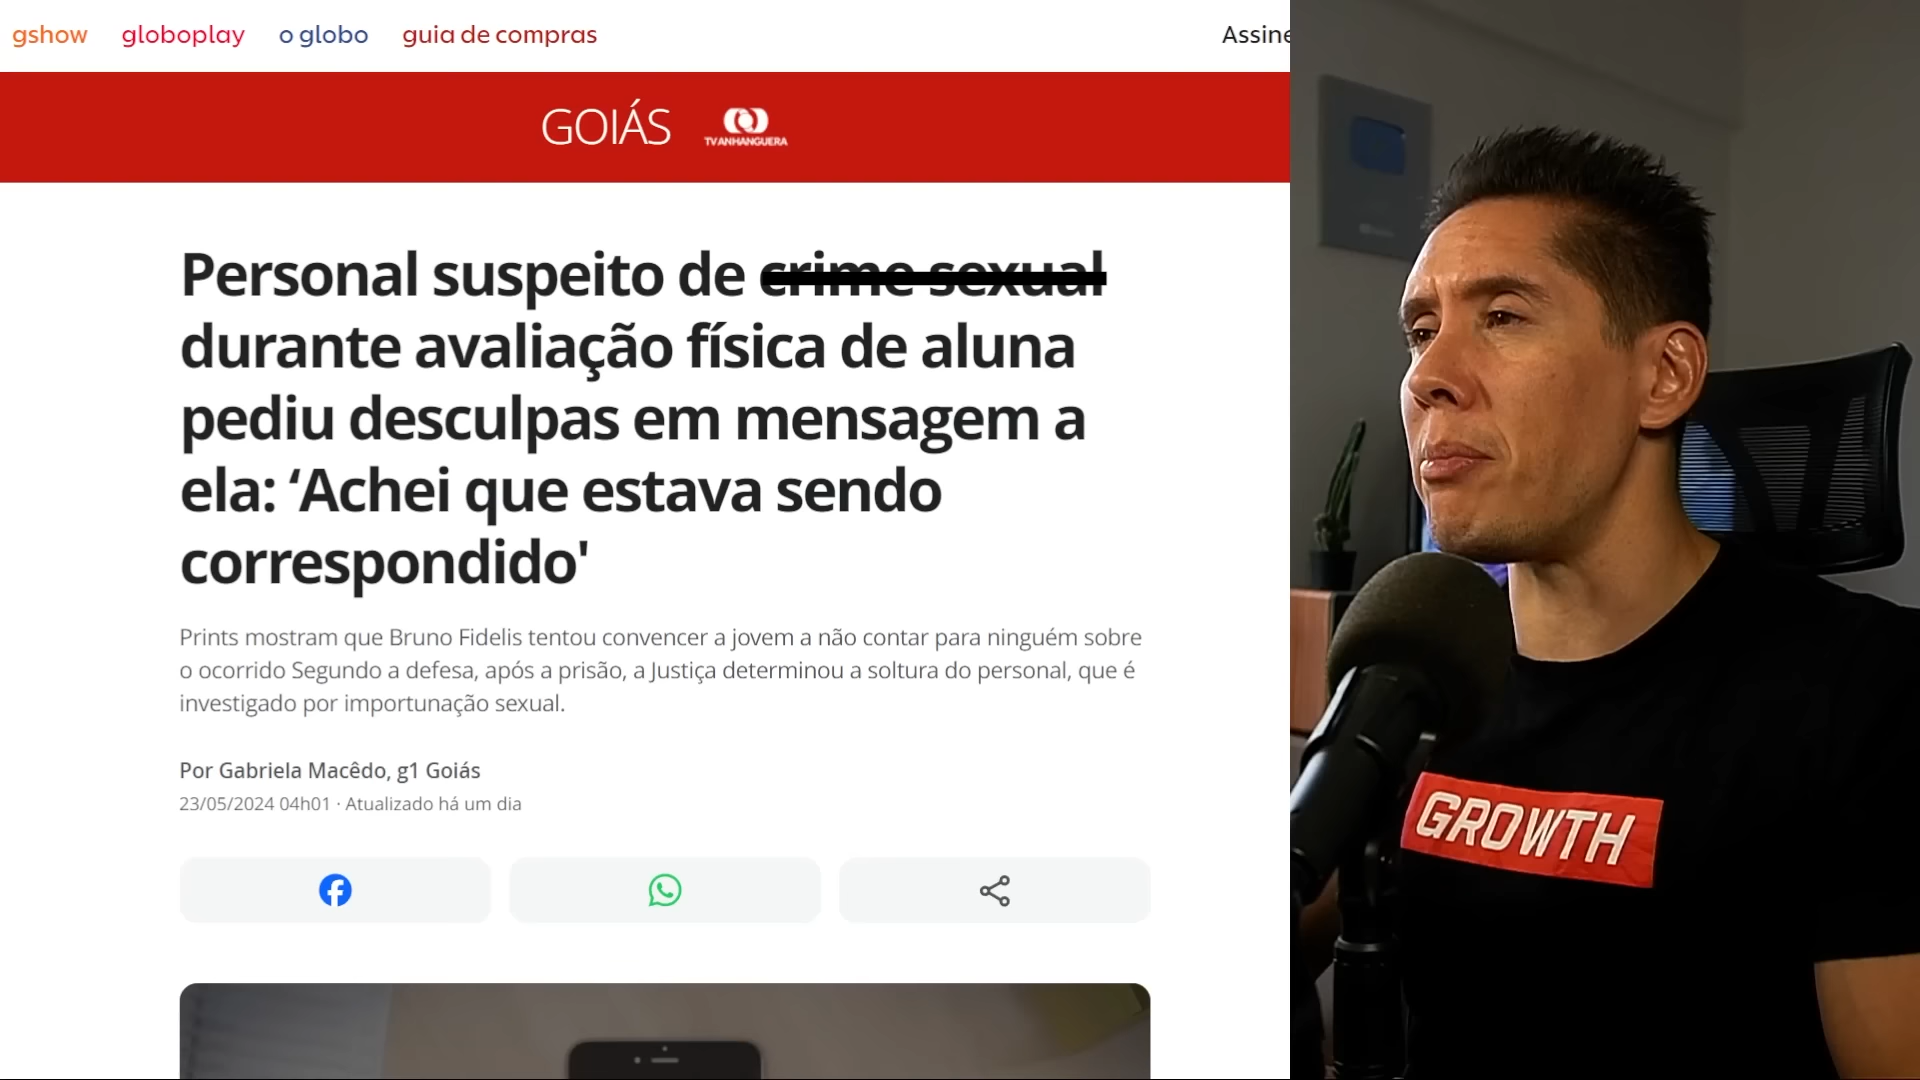 gshow globoplay o globo guia de compras Assine
GOIÁS TV ANHANGUERA
Personal suspeito de crime sexual
durante avaliação física de aluna
pediu desculpas em mensagem a
ela: ‘Achei que estava sendo
correspondido'
Prints mostram que Bruno Fidelis tentou convencer a jovem a não contar para ninguém sobre
o ocorrido Segundo a defesa, após a prisão, a Justiça determinou a soltura do personal, que é
investigado por importunação sexual.
Por Gabriela Macêdo, g1 Goiás
23/05/2024 04h01 · Atualizado há um dia
GROWTH